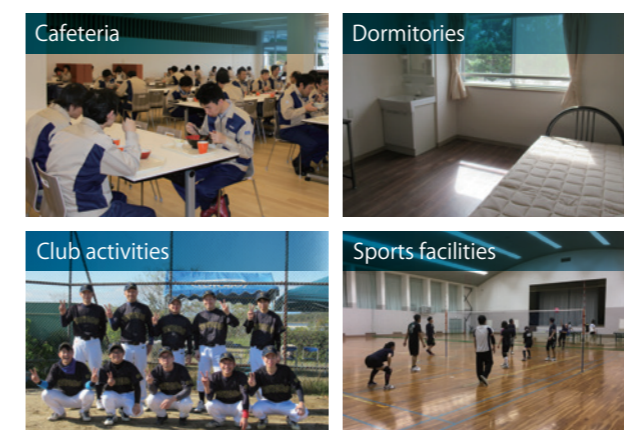 Cafeteria
Dormitories
Club activities
Sports facilities